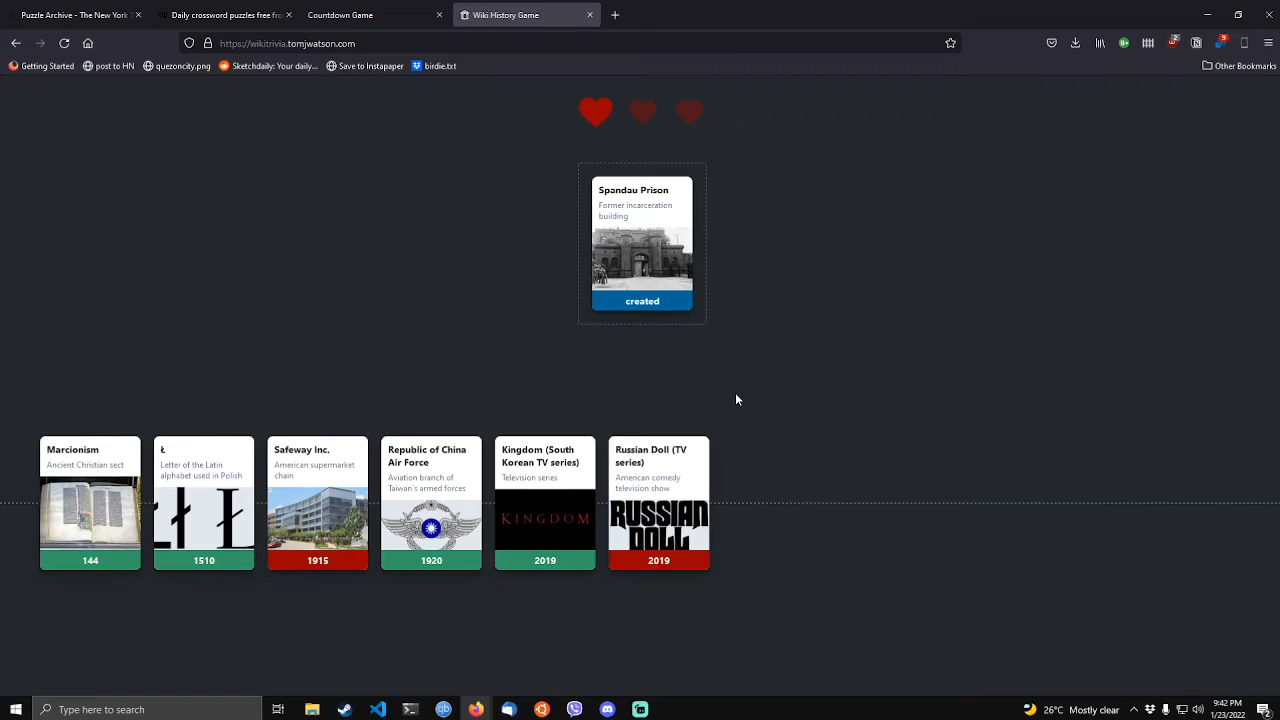 Puzzle Archive - The New York T
Daily sword puzzles free fro
Countdown Game
Wiki History Game
https://wikitrivia.tomjwatson.com
Getting Started
post to HN
quezoncity.png
Sketchdaily: Your daily...
Save to Instapaper
birdie.txt
Other Bookmarks
Spandau Prison
Former incarceration
building
created
Marcionism
Ancient Christian sect
144
Ł
Letter of the Latin
alphabet used in Polish
1510
Safeway Inc.
American supermarket
chain
1915
Republic of China
Air Force
Aviation branch of
Taiwan's armed forces
1920
Kingdom (South
Korean TV series)
Television series
KINGDOM
2019
Russian Doll (TV
series)
American comedy
television show
RUSSIAN
DOLL
2019
Type here to search
26°C Mostly clear
9:42 PM
1/23/2022